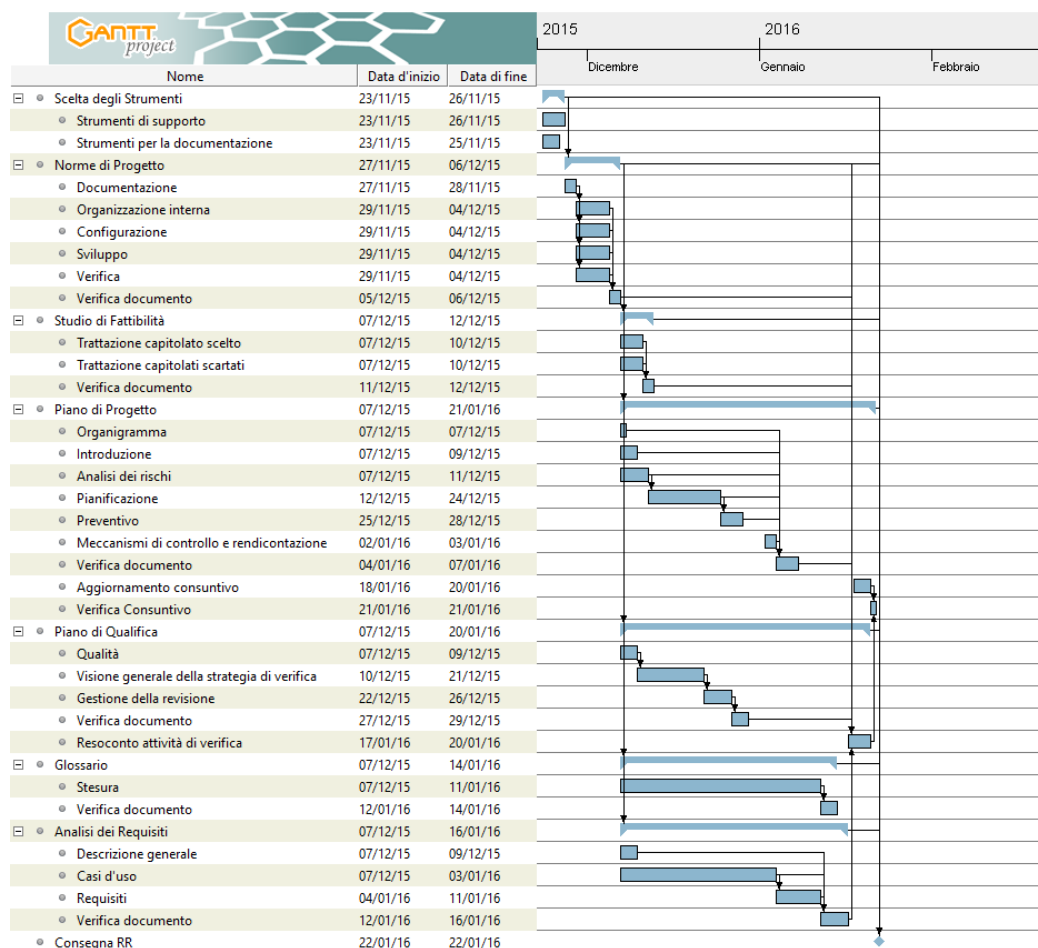 GANTT
project
2015 2016
Dicembre Gennaio Febbraio
Nome Data d'inizio Data di fine
Scelta degli Strumenti 23/11/15 26/11/15
Strumenti di supporto 23/11/15 26/11/15
Strumenti per la documentazione 23/11/15 25/11/15
Norme di Progetto 27/11/15 06/12/15
Documentazione 27/11/15 28/11/15
Organizzazione interna 29/11/15 04/12/15
Configurazione 29/11/15 04/12/15
Sviluppo 29/11/15 04/12/15
Verifica 29/11/15 04/12/15
Verifica documento 05/12/15 06/12/15
Studio di Fattibilità 07/12/15 12/12/15
Trattazione capitolato scelto 07/12/15 10/12/15
Trattazione capitolati scartati 07/12/15 10/12/15
Verifica documento 11/12/15 12/12/15
Piano di Progetto 07/12/15 21/01/16
Organigramma 07/12/15 07/12/15
Introduzione 07/12/15 09/12/15
Analisi dei rischi 07/12/15 11/12/15
Pianificazione 12/12/15 24/12/15
Preventivo 25/12/15 28/12/15
Meccanismi di controllo e rendicontazione 02/01/16 03/01/16
Verifica documento 04/01/16 07/01/16
Aggiornamento consuntivo 18/01/16 20/01/16
Verifica Consuntivo 21/01/16 21/01/16
Piano di Qualifica 07/12/15 20/01/16
Qualità 07/12/15 09/12/15
Visione generale della strategia di verifica 10/12/15 21/12/15
Gestione della revisione 22/12/15 26/12/15
Verifica documento 27/12/15 29/12/15
Resoconto attività di verifica 17/01/16 20/01/16
Glossario 07/12/15 14/01/16
Stesura 07/12/15 11/01/16
Verifica documento 12/01/16 14/01/16
Analisi dei Requisiti 07/12/15 16/01/16
Descrizione generale 07/12/15 09/12/15
Casi d'uso 07/12/15 03/01/16
Requisiti 04/01/16 11/01/16
Verifica documento 12/01/16 16/01/16
Consegna RR 22/01/16 22/01/16